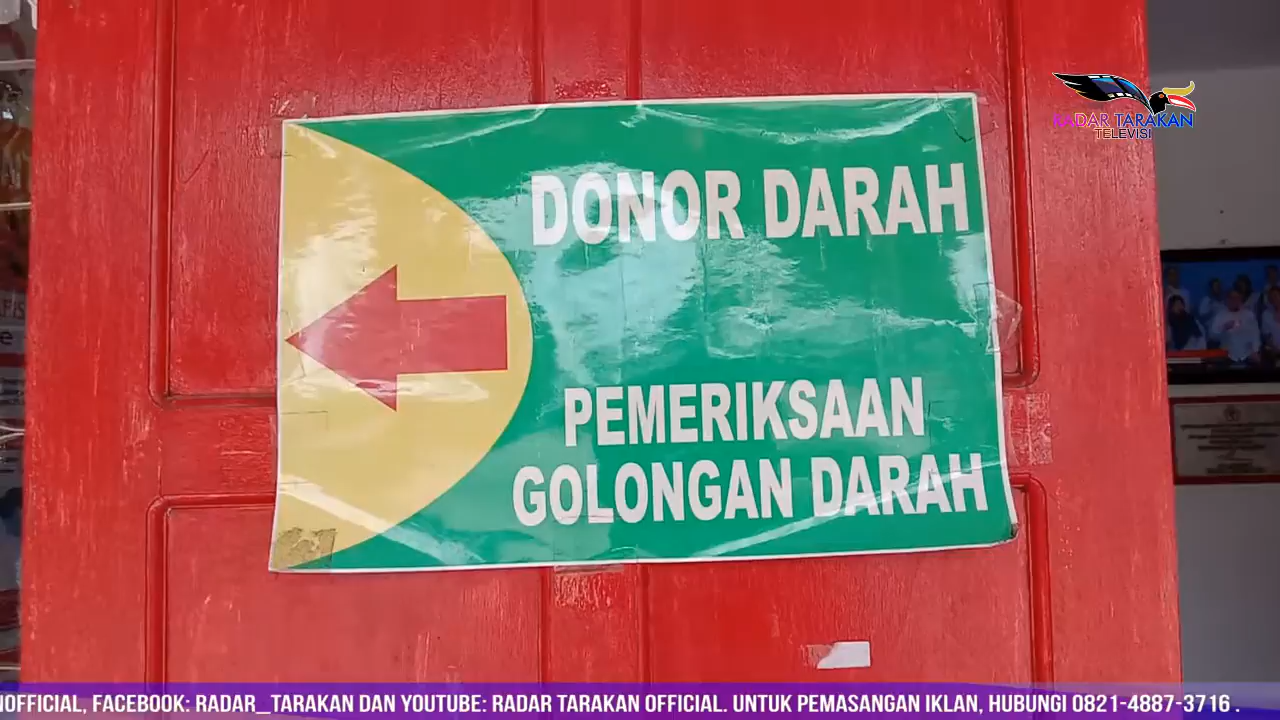 RADAR TARAKAN
TELEVISI
DONOR DARAH
PEMERIKSAAN
GOLONGAN DARAH
NOFFICIAL, FACEBOOK: RADAR_TARAKAN DAN YOUTUBE: RADAR TARAKAN OFFICIAL. UNTUK PEMASANGAN IKLAN, HUBUNGI 0821-4887-3716 .